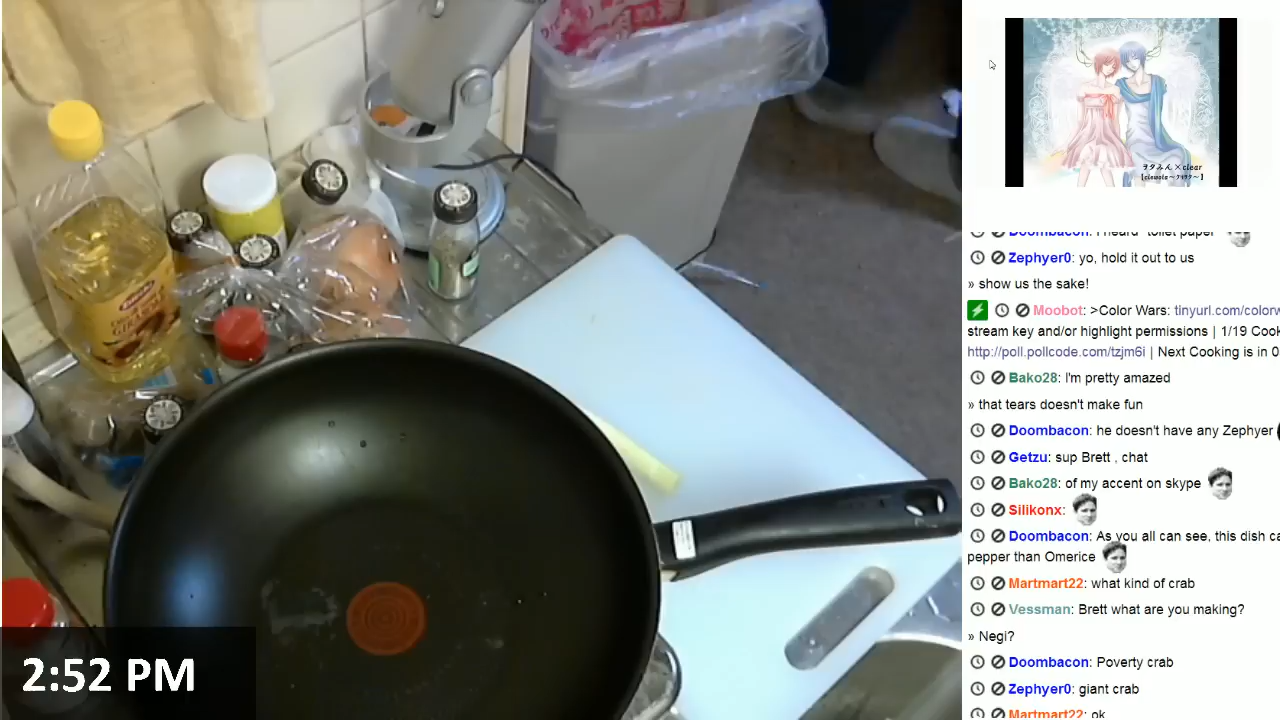 ヲタみん×clear
Doombacon: I heard "toilet paper"
Zephyer0: yo, hold it out to us
» show us the sake!
Moobot: >Color Wars: tinyurl.com/colorw
stream key and/or highlight permissions | 1/19 Cook
http://poll.pollcode.com/tzjm6i | Next Cooking is in 0
Bako28: I'm pretty amazed
» that tears doesn't make fun
Doombacon: he doesn't have any Zephyer
Getzu: sup Brett , chat
Bako28: of my accent on skype
Silikonx:
Doombacon: As you all can see, this dish ca
pepper than Omerice
Martmart22: what kind of crab
Vessman: Brett what are you making?
» Negi?
Doombacon: Poverty crab
Zephyer0: giant crab
Martmart22: ok
2:52 PM